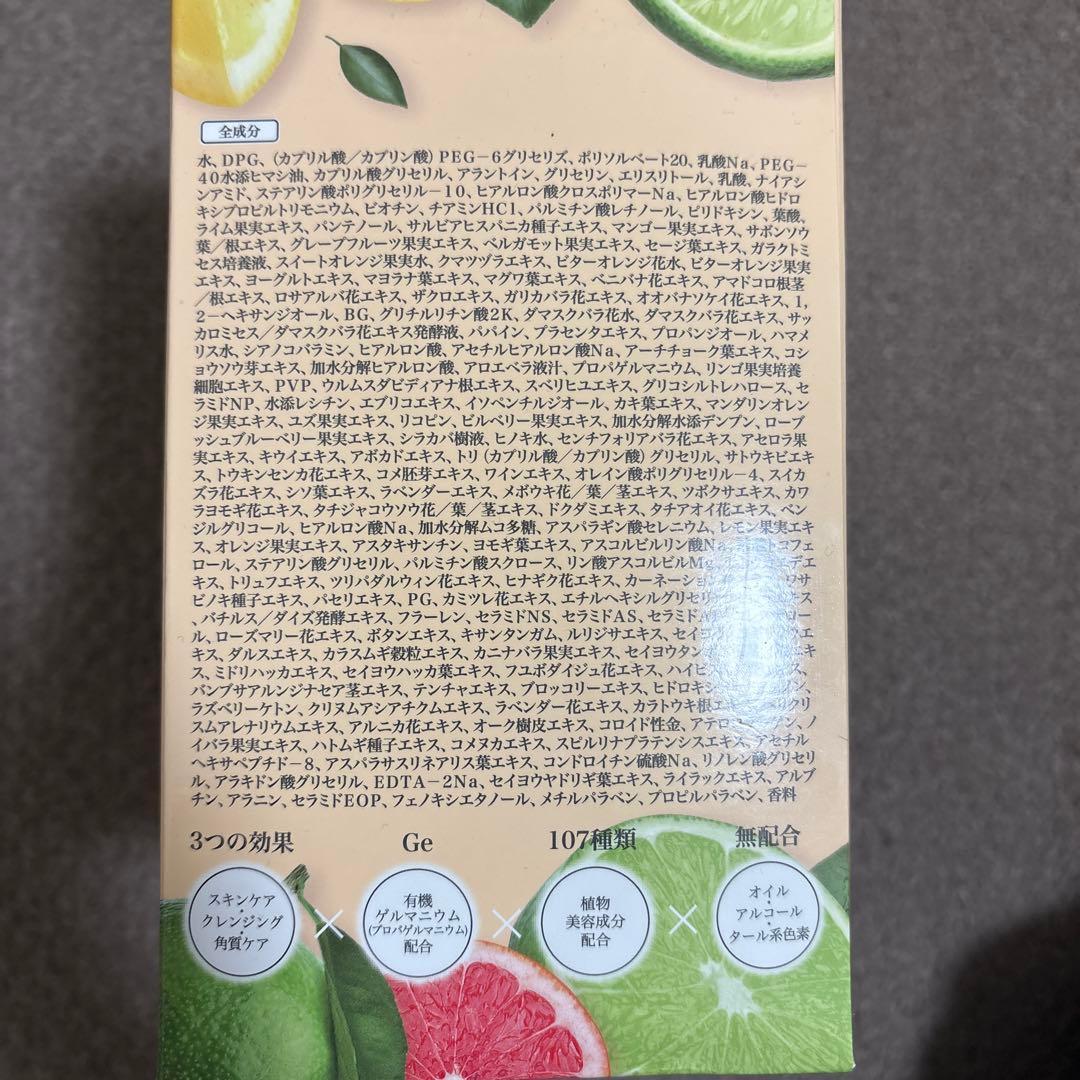 全成分
水、DPG、（カプリル酸／カプリン酸）PEG－6グリセリズ、ポリソルベート20、乳酸Na、PEG－
40水添ヒマシ油、カプリル酸グリセリル、アラントイン、グリセリン、エリスリトール、乳酸、ナイアシ
ンアミド、ステアリン酸ポリグリセリル－10、ヒアルロン酸クロスポリマーNa、ヒアルロン酸ヒドロ
キシプロピルトリモニウム、ビオチン、チアミンHCl、パルミチン酸レチノール、ピリドキシン、葉酸、
ライム果実エキス、パンテノール、サルビアヒスパニカ種子エキス、マンゴー果実エキス、サボンソウ
葉／根エキス、グレープフルーツ果実エキス、ベルガモット果実エキス、セージ葉エキス、ガラクトミ
セス培養液、スイートオレンジ果実水、クマツヅラエキス、ビターオレンジ花水、ビターオレンジ果実
エキス、ヨーグルトエキス、マヨラナ葉エキス、マグワ葉エキス、ベニバナ花エキス、アマドコロ根茎
／根エキス、ロサアルバ花エキス、ザクロエキス、ガリカバラ花エキス、オオバナソケイ花エキス、1,
2－ヘキサンジオール、BG、グリチルリチン酸2K、ダマスクバラ花水、ダマスクバラ花エキス、サッ
カロミセス／ダマスクバラ花エキス発酵液、パパイン、プラセンタエキス、プロパンジオール、ハマメ
リス水、シアノコバラミン、ヒアルロン酸、アセチルヒアルロン酸Na、アーチチョーク葉エキス、コシ
ョウソウ芽エキス、加水分解ヒアルロン酸、アロエベラ液汁、プロパゲルマニウム、リンゴ果実培養
細胞エキス、PVP、ウルムスダビディアナ根エキス、スベリヒユエキス、グリコシルトレハロース、セ
ラミドNP、水添レシチン、エブリコエキス、イソペンチルジオール、カキ葉エキス、マンダリンオレン
ジ果実エキス、ユズ果実エキス、リコピン、ビルベリー果実エキス、加水分解水添デンプン、ローブ
ッシュブルーベリー果実エキス、シラカバ樹液、ヒノキ水、センチフォリアバラ花エキス、アセロラ果
実エキス、キウイエキス、アボカドエキス、トリ（カプリル酸／カプリン酸）グリセリル、サトウキビエキ
ス、トウキンセンカ花エキス、コメ胚芽エキス、ワインエキス、オレイン酸ポリグリセリル－4、スイカ
ズラ花エキス、シソ葉エキス、ラベンダーエキス、メボウキ花／葉／茎エキス、ツボクサエキス、カワ
ラヨモギ花エキス、タチジャコウソウ花／葉／茎エキス、ドクダミエキス、タチアオイ花エキス、ベン
ジルグリコール、ヒアルロン酸Na、加水分解ムコ多糖、アスパラギン酸セレニウム、レモン果実エキ
ス、オレンジ果実エキス、アスタキサンチン、ヨモギ葉エキス、アスコルビルリン酸Na、トコフェ
ロール、ステアリン酸グリセリル、パルミチン酸スクロース、リン酸アスコルビルMg、エ
キス、トリュフエキス、ツリパダルウィン花エキス、ヒナギク花エキス、カーネーション ワサ
ビノキ種子エキス、パセリエキス、PG、カミツレ花エキス、エチルヘキシルグリセリン ス
、バチルス／ダイズ発酵エキス、フラーレン、セラミドNS、セラミドAS、セラミド ロー
ル、ローズマリー花エキス、ボタンエキス、キサンタンガム、ルリジサエキス、セイヨ エ
キス、ダルスエキス、カラスムギ穀粒エキス、カニナバラ果実エキス、セイヨウタン エキ
ス、ミドリハッカエキス、セイヨウハッカ葉エキス、フユボダイジュ花エキス、ハイビ ス、
バンブサアルンジナセア茎エキス、テンチャエキス、ブロッコリーエキス、ヒドロキシ ン、
ラズベリーケトン、クリヌムアシアチクムエキス、ラベンダー花エキス、カラトウキ根エキス、リクリ
スムアレナリウムエキス、アルニカ花エキス、オーク樹皮エキス、コロイド性金、アテロコラーゲン、ノ
イバラ果実エキス、ハトムギ種子エキス、コメヌカエキス、スピルリナプラテンシスエキス、アセチル
ヘキサペプチド－8、アスパラサスリネアリス葉エキス、コンドロイチン硫酸Na、リノレン酸グリセリ
ル、アラキドン酸グリセリル、EDTA－2Na、セイヨウヤドリギ葉エキス、ライラックエキス、アルブ
チン、アラニン、セラミドEOP、フェノキシエタノール、メチルパラベン、プロピルパラベン、香料
3つの効果 Ge 107種類 無配合
スキンケア
・
クレンジング
・
角質ケア
×
有機
ゲルマニウム
(プロパゲルマニウム)
配合
×
植物
美容成分
配合
×
オイル
・
アルコール
・
タール系色素